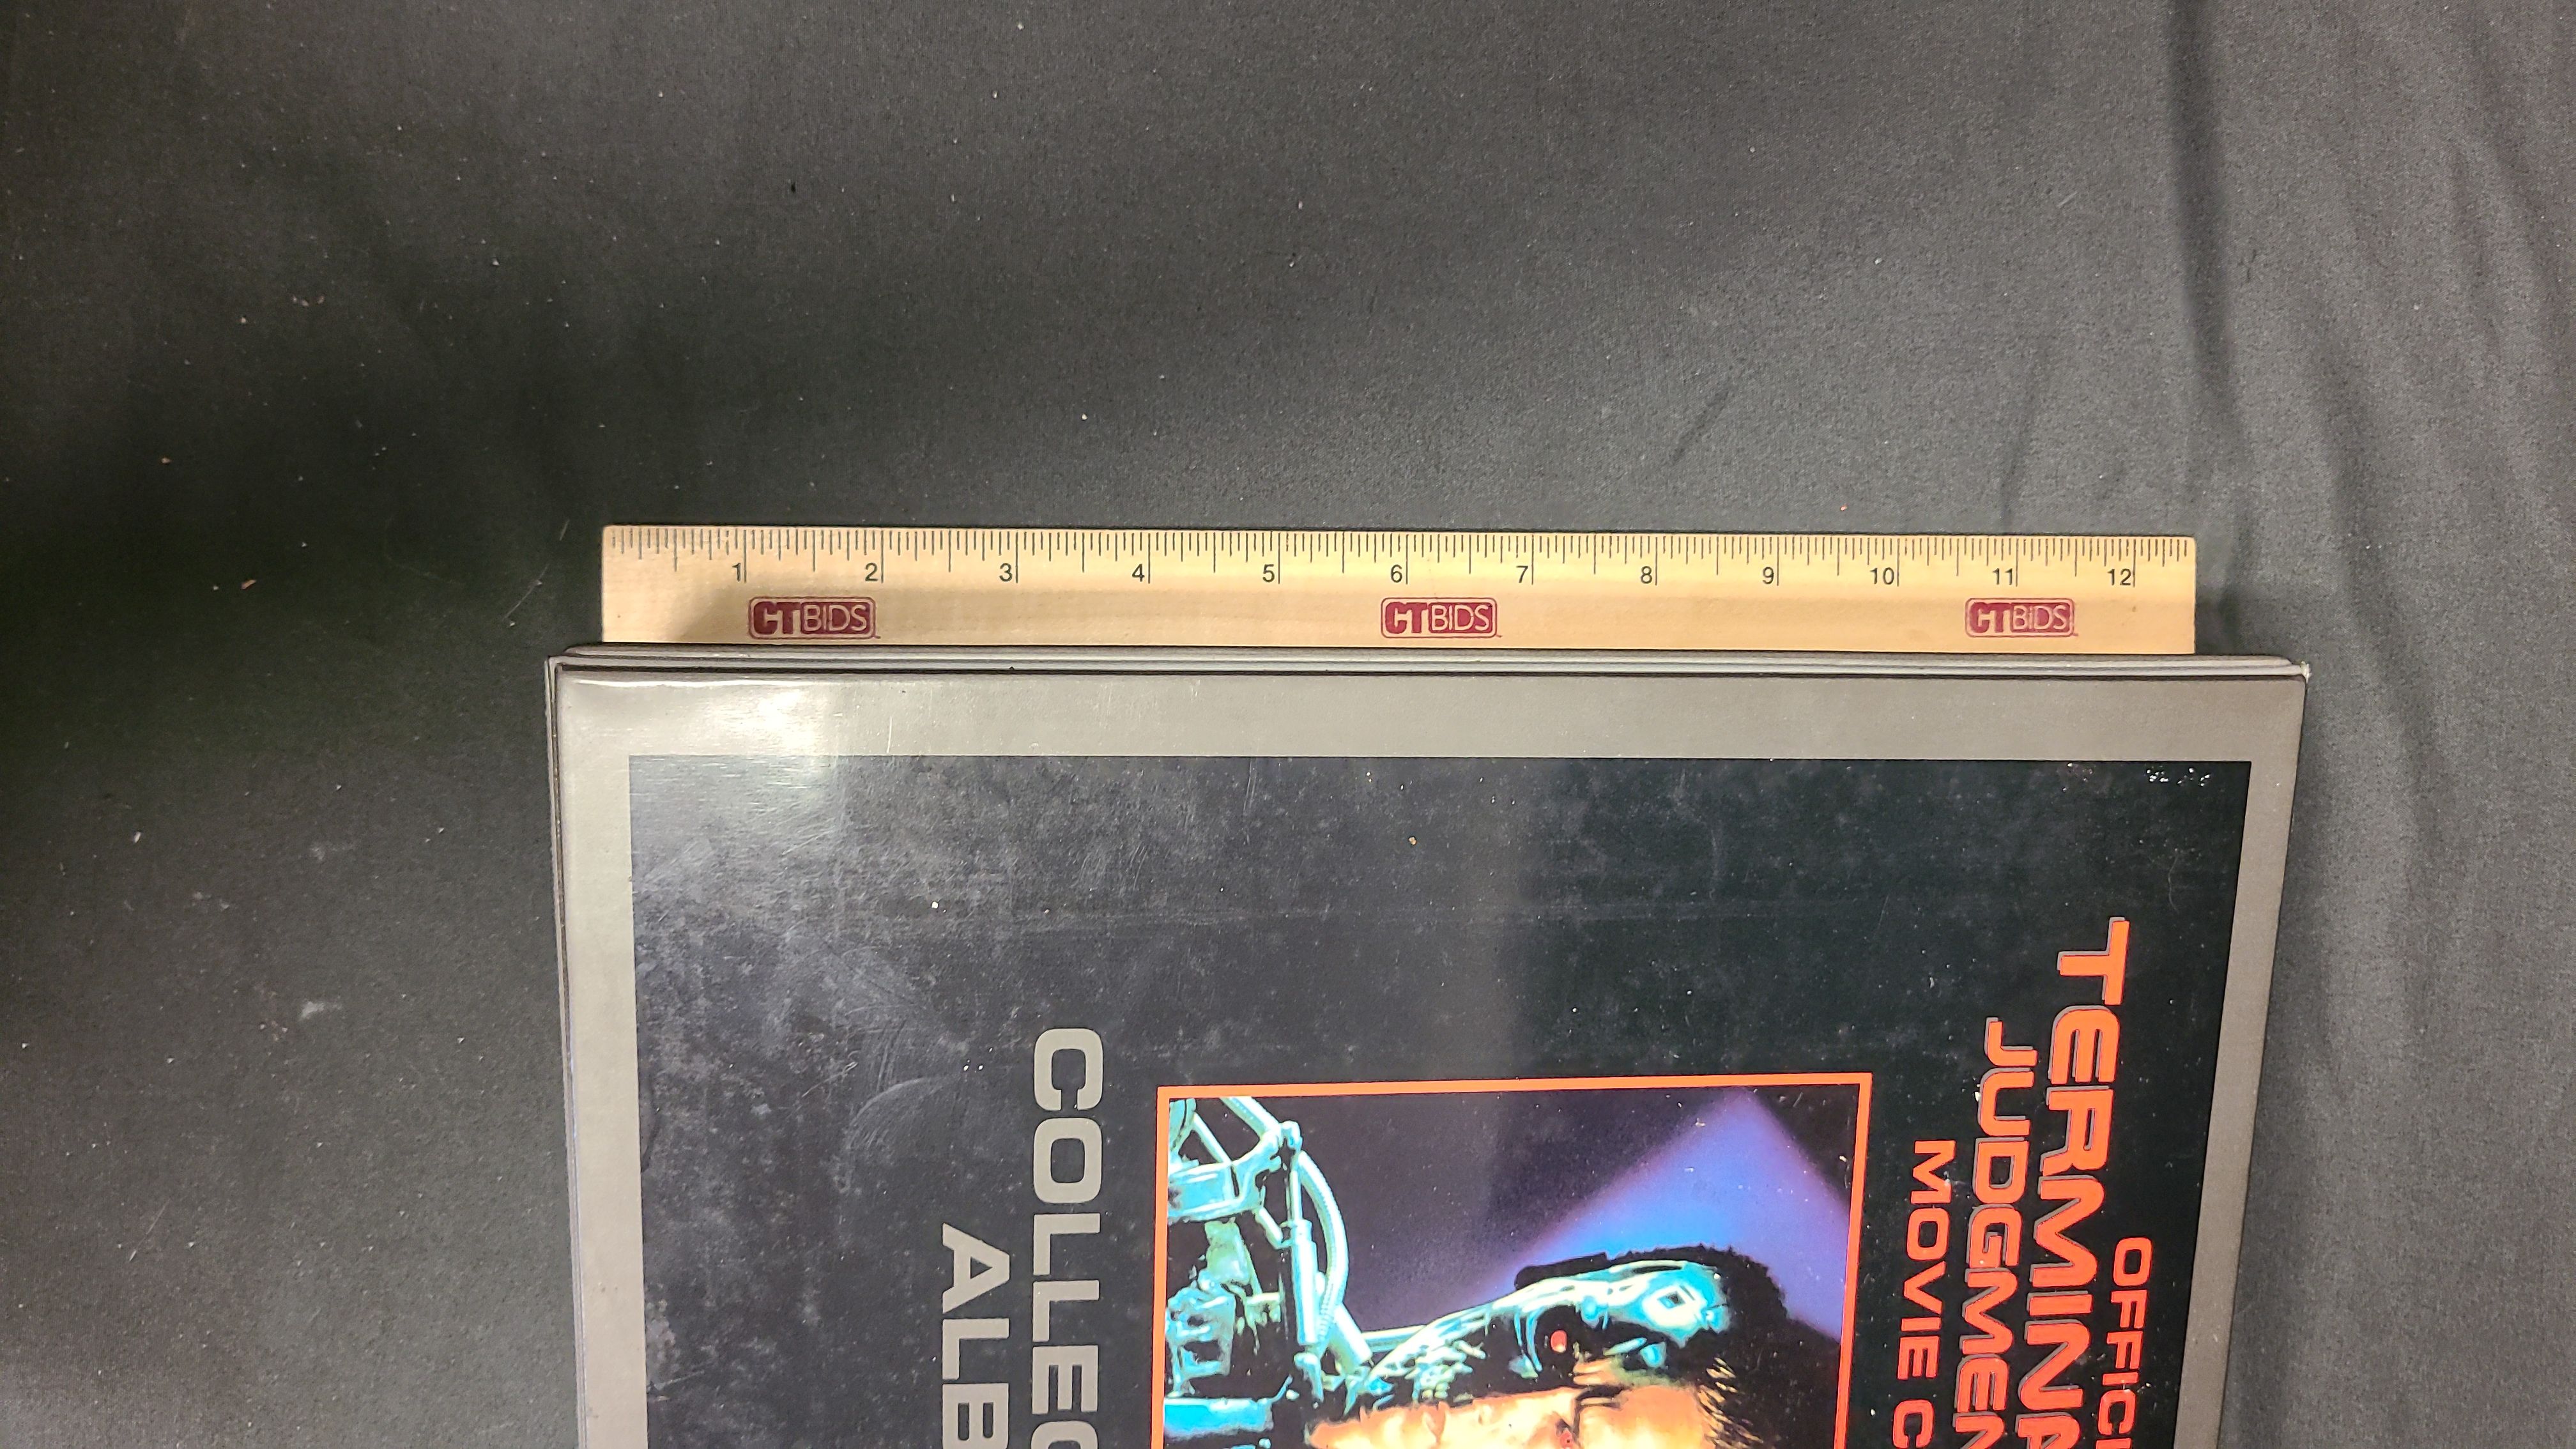 1 2 3 4 5 6 7 8 9 10 11 12
CTBIDS CTBIDS CTBIDS
OFFICI
TERMINA
JUDGMEN
MOVIE C
COLLEC
ALB